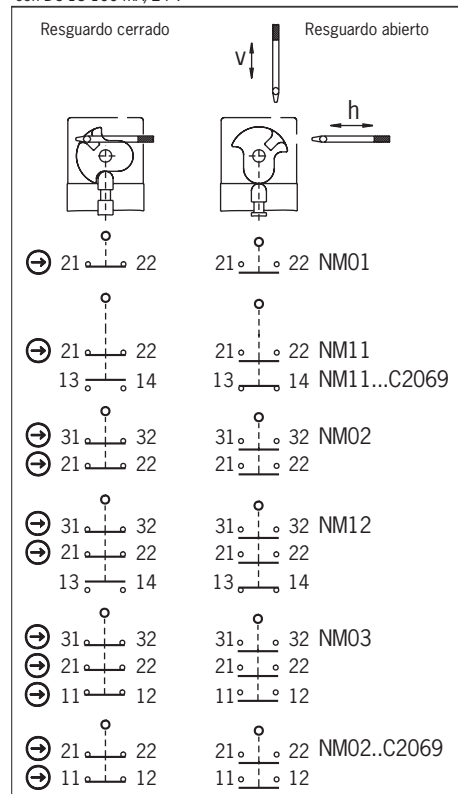 Resguardo cerrado Resguardo abierto
v
h
21 22 21 22 NM01
21 22 21 22 NM11
13 14 13 14 NM11...C2069
31 32 31 32 NM02
21 22 21 22
31 32 31 32 NM12
21 22 21 22
13 14 13 14
31 32 31 32 NM03
21 22 21 22
11 12 11 12
21 22 21 22 NM02..C2069
11 12 11 12